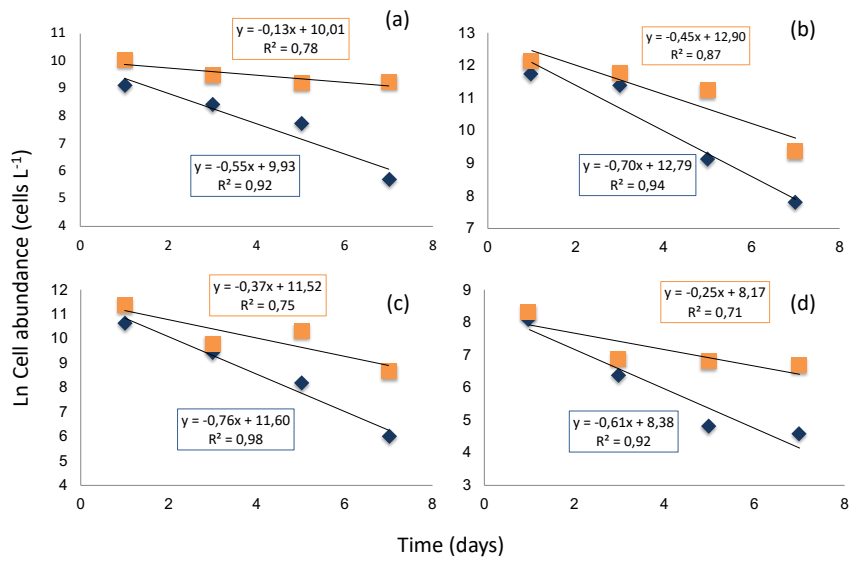 Ln Cell abundance (cells L-1)
(a)
y = -0,13x + 10,01
R² = 0,78
y = -0,55x + 9,93
R² = 0,92
11
10
9
8
7
6
5
4
0 2 4 6 8
(b)
y = -0,45x + 12,90
R² = 0,87
y = -0,70x + 12,79
R² = 0,94
13
12
11
10
9
8
7
0 2 4 6 8
(c)
y = -0,37x + 11,52
R² = 0,75
y = -0,76x + 11,60
R² = 0,98
12
11
10
9
8
7
6
5
4
0 2 4 6 8
(d)
y = -0,25x + 8,17
R² = 0,71
y = -0,61x + 8,38
R² = 0,92
9
8
7
6
5
4
3
0 2 4 6 8
Time (days)